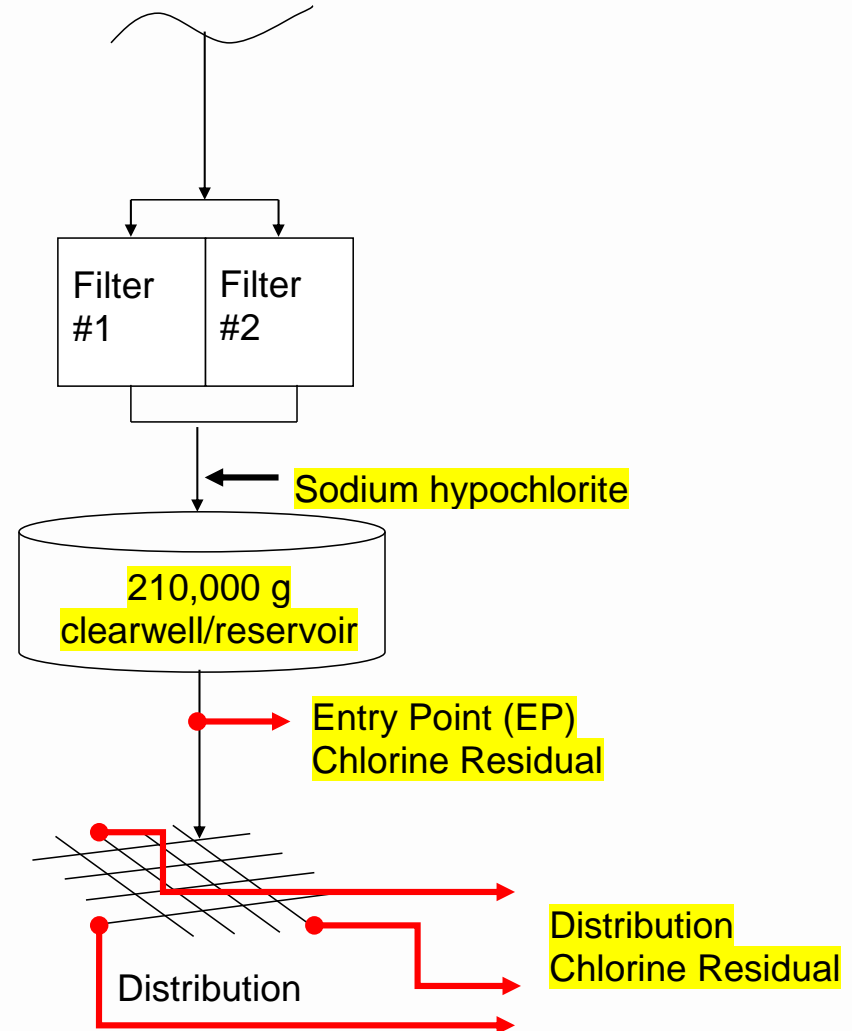 Filter
#1
Filter
#2
Sodium hypochlorite
210,000 g
clearwell/reservoir
Entry Point (EP)
Chlorine Residual
Distribution
Chlorine Residual
Distribution